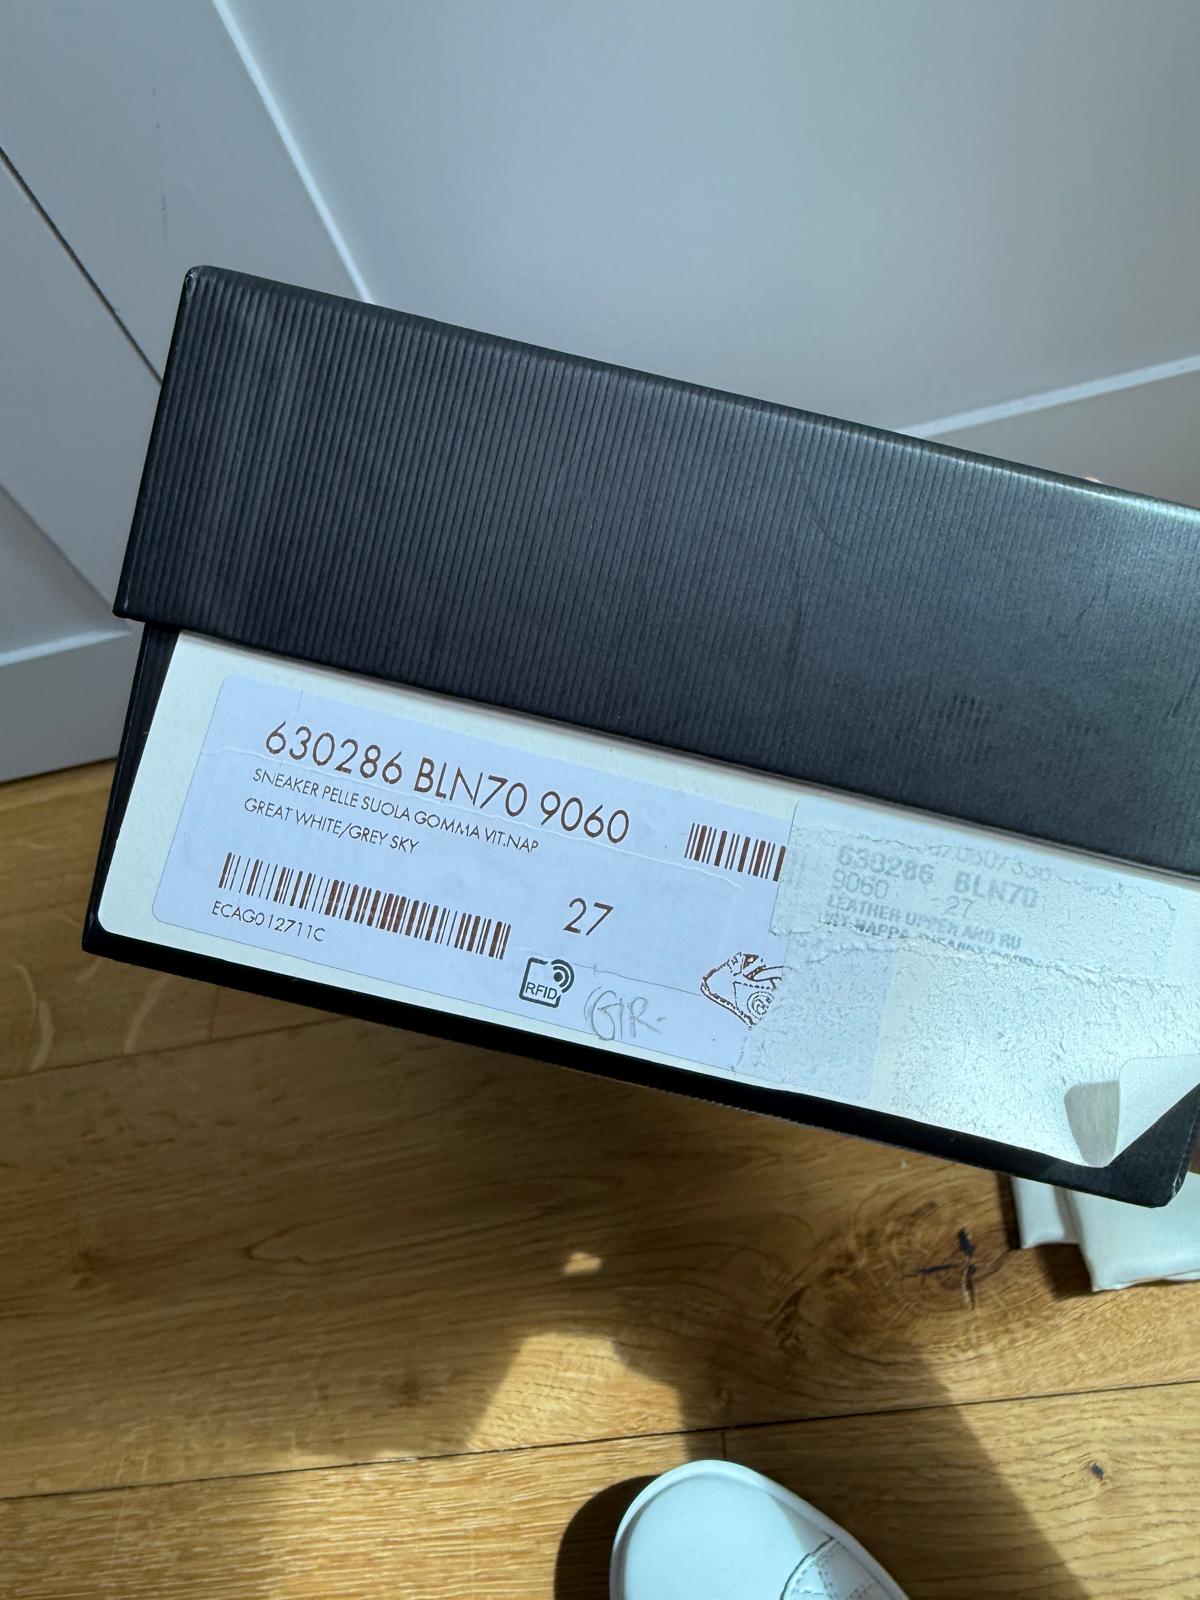 630286 BLN70 9060
SNEAKER PELLE SUOLA GOMMA VIT.NAP
GREAT WHITE/GREY SKY
27
ECAG012711C
RFID
GIR-
630286 BLN70
9060 27
LEATHER UPPER AND RU